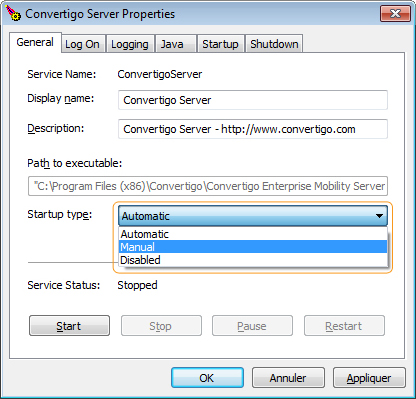 Convertigo Server Properties
General Log On Logging Java Startup Shutdown
Service Name: ConvertigoServer
Display name: Convertigo Server
Description: Convertigo Server - http://www.convertigo.com
Path to executable:
"C:\Program Files (x86)\Convertigo\Convertigo Enterprise Mobility Server
Startup type: Automatic
Automatic
Manual
Disabled
Service Status: Stopped
Start Stop Pause Restart
OK Annuler Appliquer